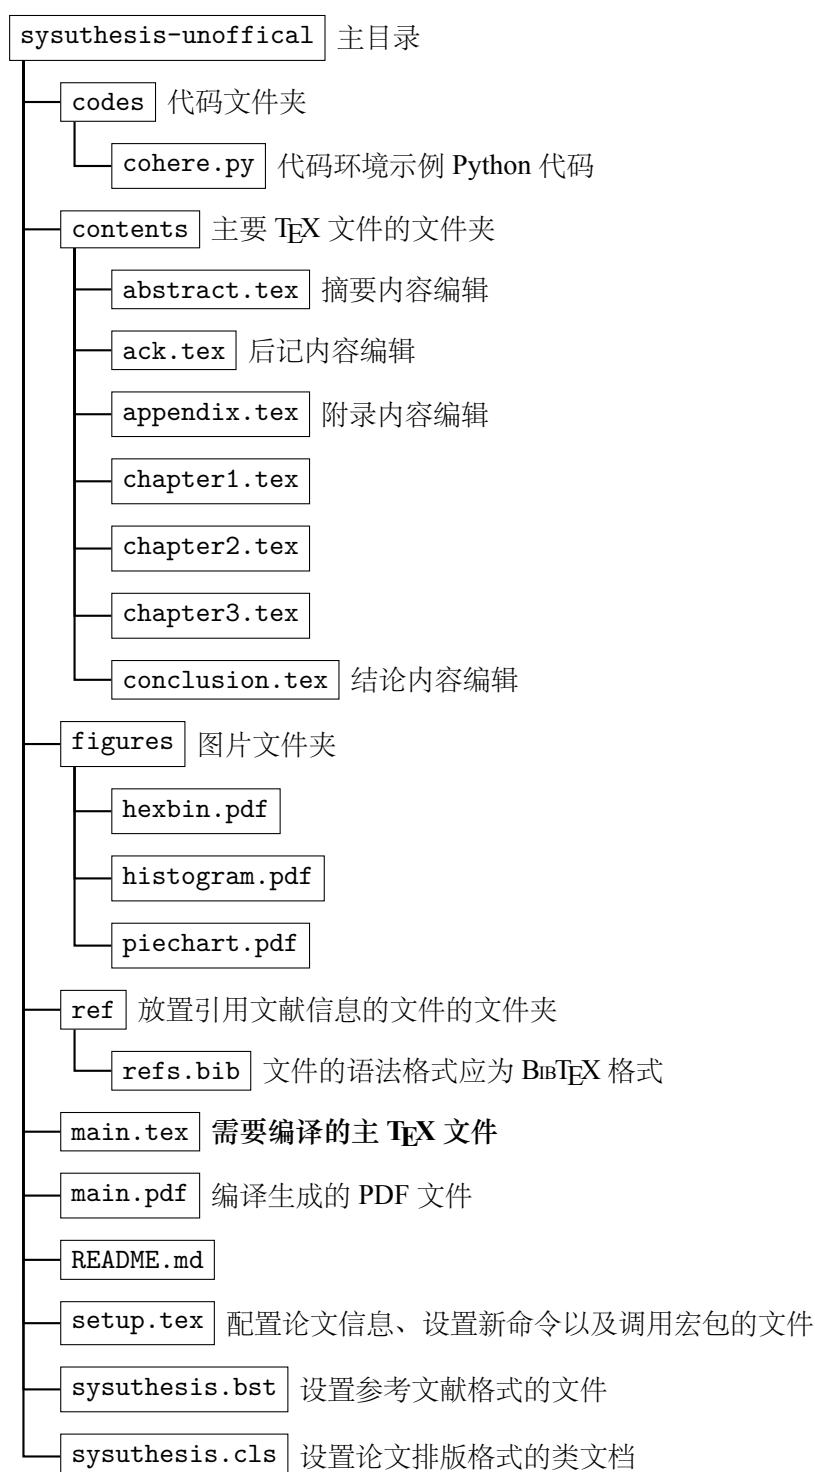 sysuthesis-unoffical 主目录
codes 代码文件夹
cohere.py 代码环境示例 Python 代码
contents 主要 TEX 文件的文件夹
abstract.tex 摘要内容编辑
ack.tex 后记内容编辑
appendix.tex 附录内容编辑
chapter1.tex
chapter2.tex
chapter3.tex
conclusion.tex 结论内容编辑
figures 图片文件夹
hexbin.pdf
histogram.pdf
piechart.pdf
ref 放置引用文献信息的文件的文件夹
refs.bib 文件的语法格式应为 BIBTEX 格式
main.tex 需要编译的主 TEX 文件
main.pdf 编译生成的 PDF 文件
README.md
setup.tex 配置论文信息、设置新命令以及调用宏包的文件
sysuthesis.bst 设置参考文献格式的文件
sysuthesis.cls 设置论文排版格式的类文档